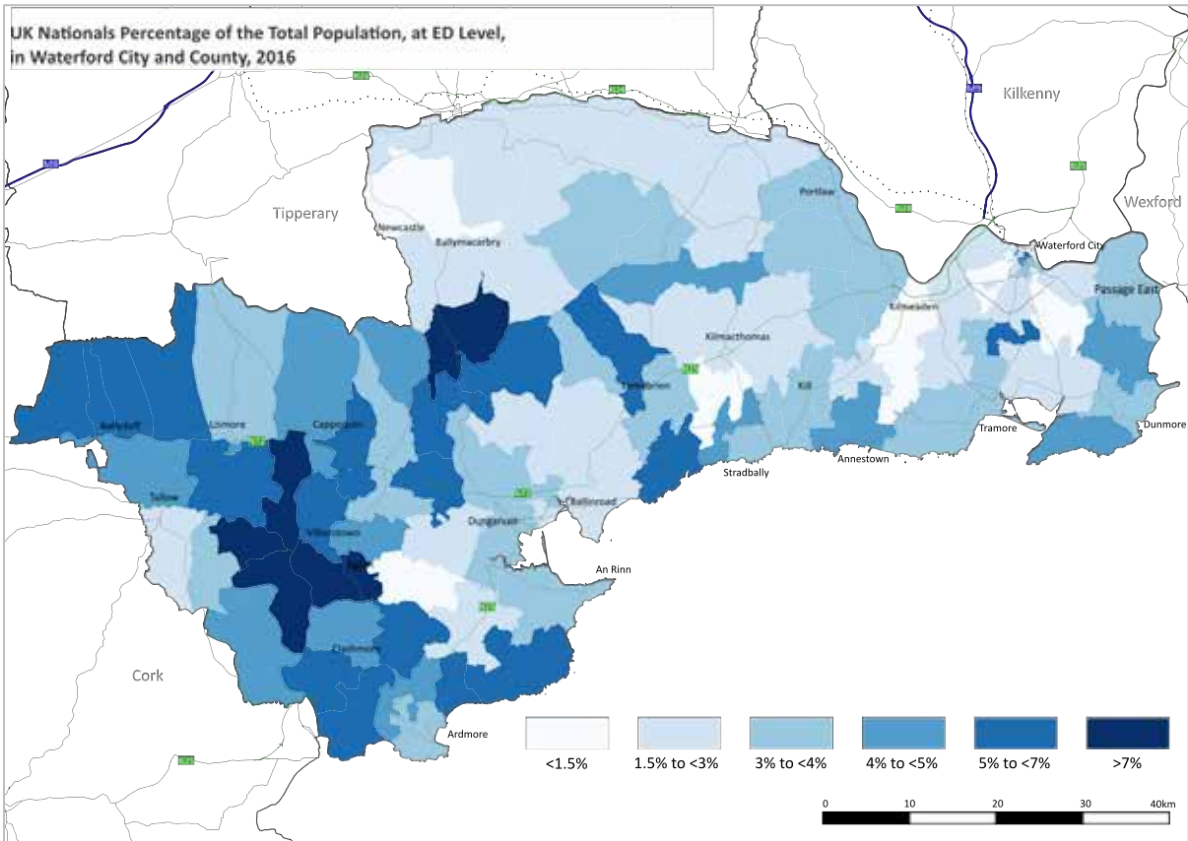 UK Nationals Percentage of the Total Population, at ED Level,
in Waterford City and County, 2016
Kilkenny
Wexford
Tipperary
Portlaw
Newcastle
Ballymacarbry
Waterford City
Passage East
Kilmeaden
Kilmacthomas
Kill
Lismore
Cappoquin
Tramore
Dunmore
Annestown
Stradbally
Tallow
Ballinroad
Dungarvan
Villierstown
An Rinn
Clashmore
Cork
Ardmore
<1.5%
1.5% to <3%
3% to <4%
4% to <5%
5% to <7%
>7%
0
10
20
30
40km